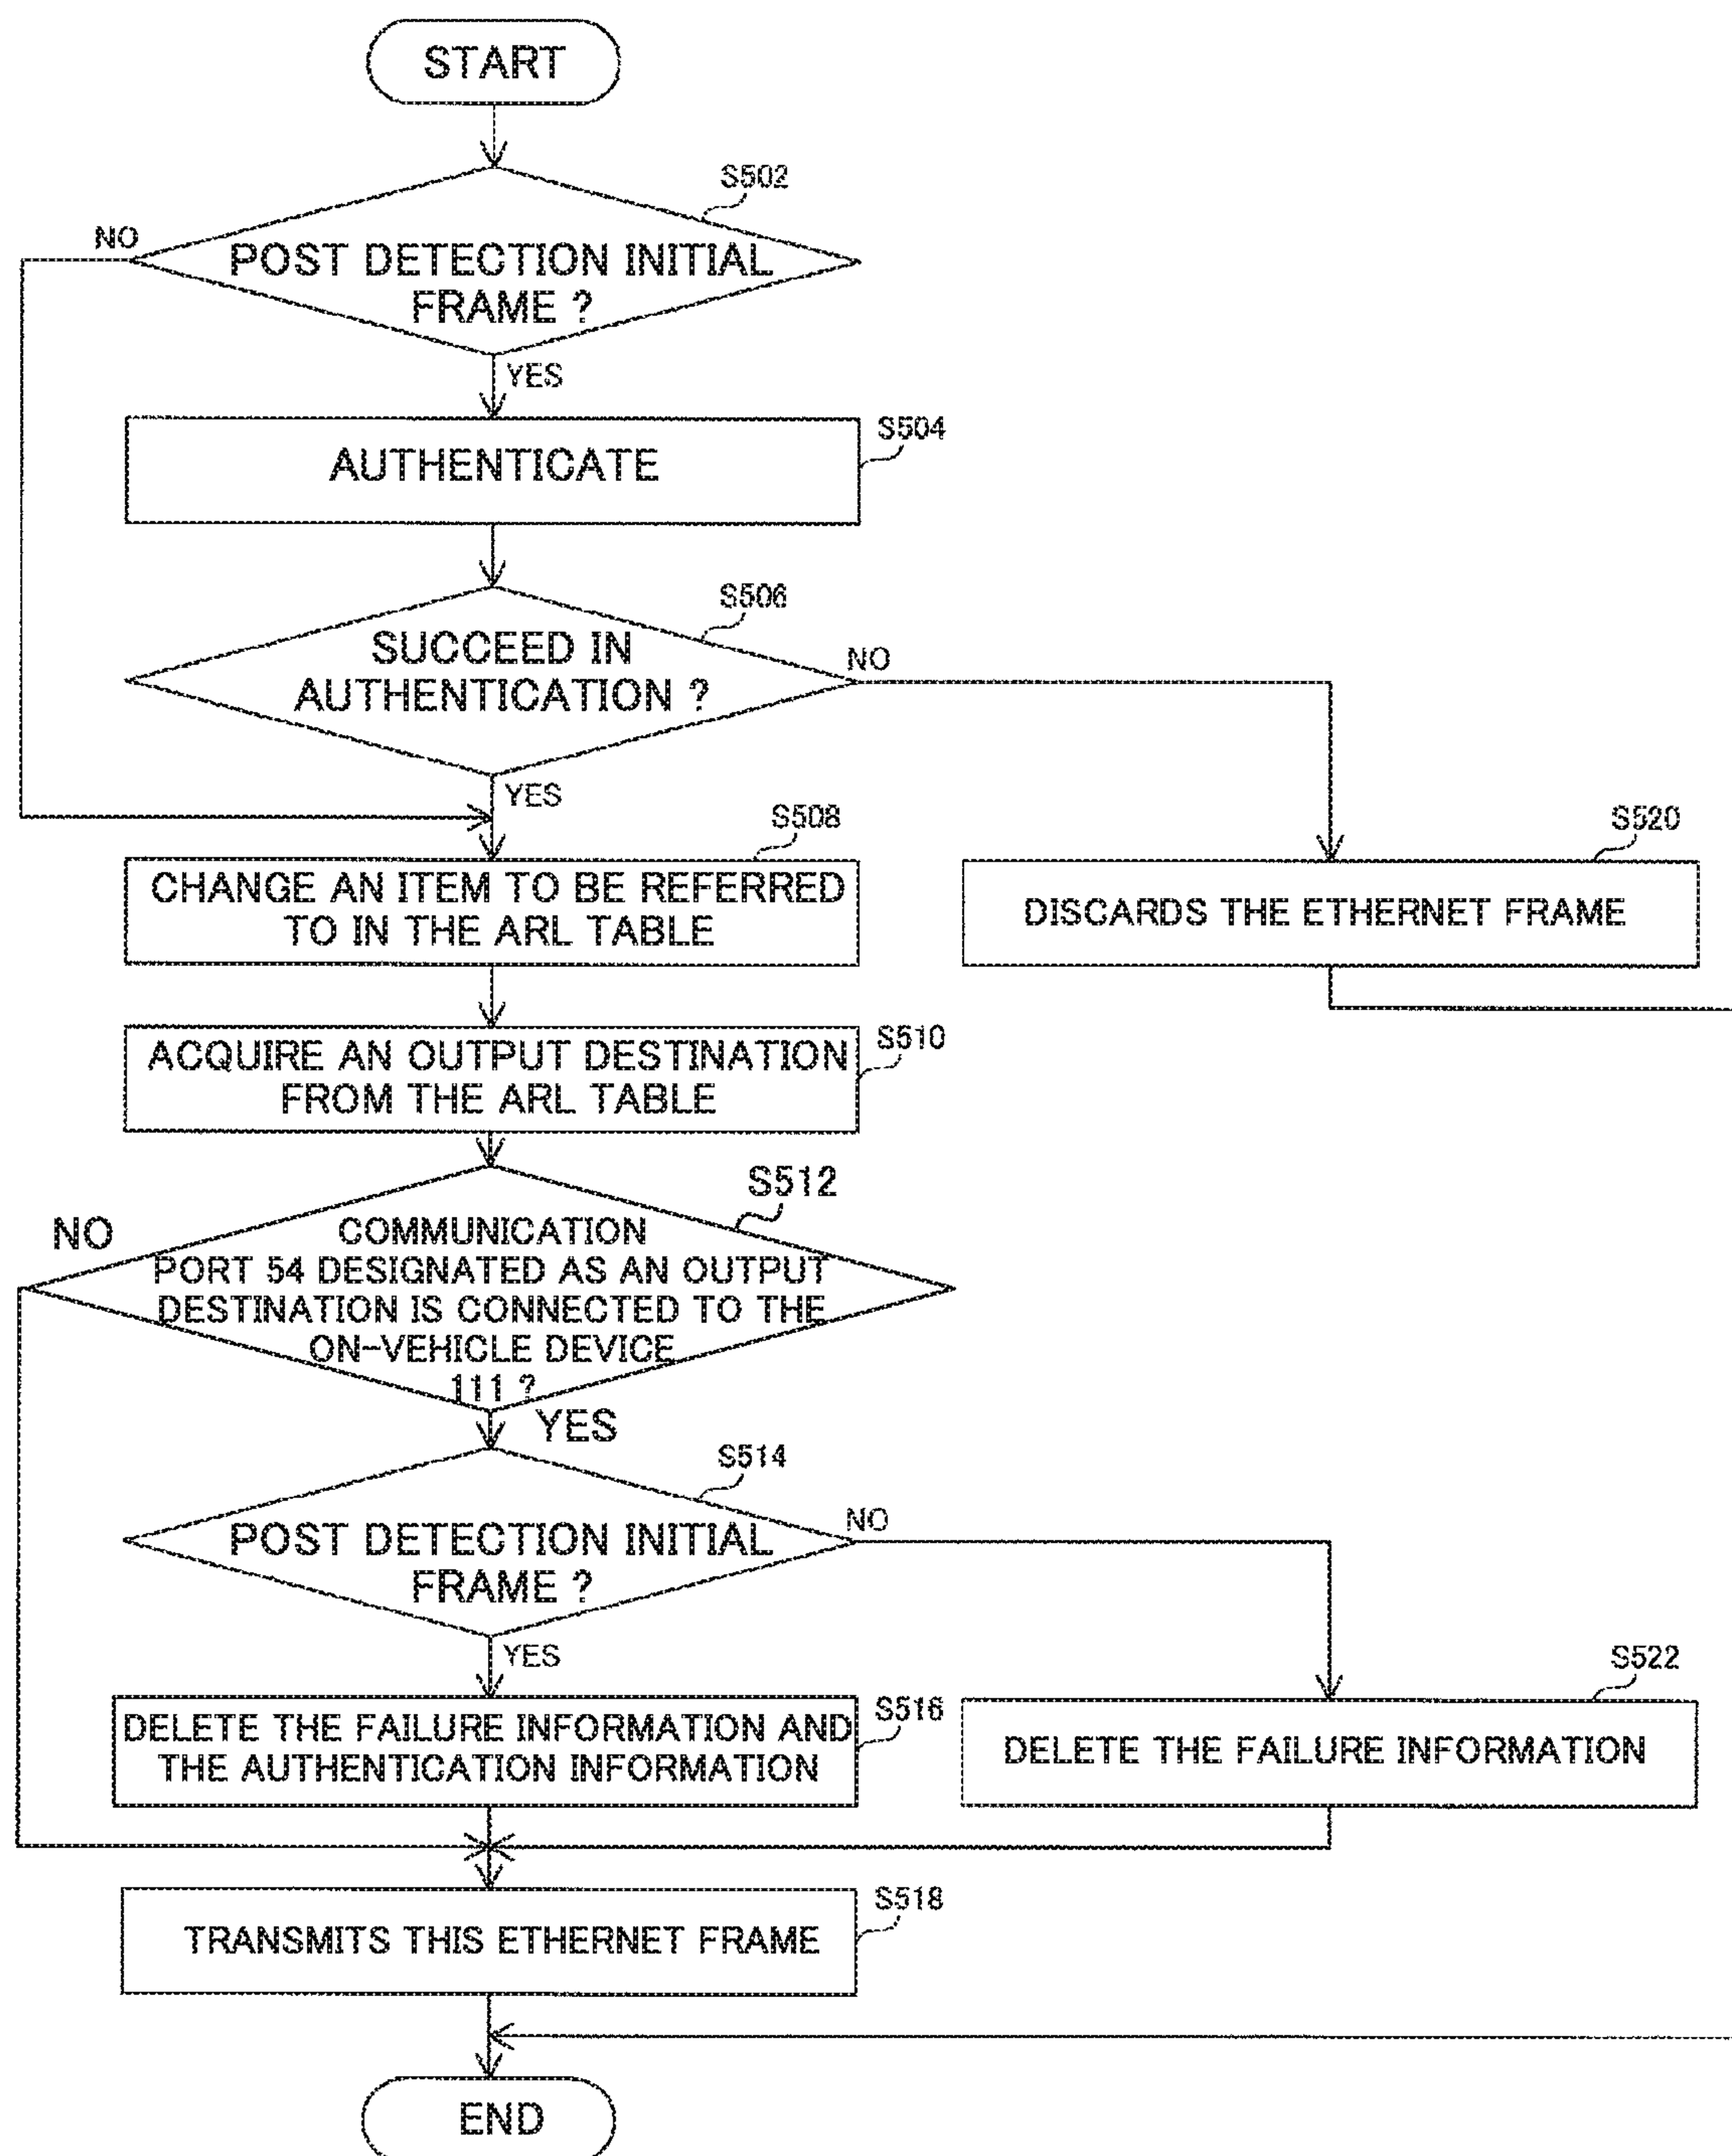 START
S502
NO
POST DETECTION INITIAL
FRAME ?
YES
S504
AUTHENTICATE
S506
SUCCEED IN
AUTHENTICATION ?
NO
YES
S508
CHANGE AN ITEM TO BE REFERRED
TO IN THE ARL TABLE
S520
DISCARDS THE ETHERNET FRAME
S510
ACQUIRE AN OUTPUT DESTINATION
FROM THE ARL TABLE
S512
NO
COMMUNICATION
PORT 54 DESIGNATED AS AN OUTPUT
DESTINATION IS CONNECTED TO THE
ON-VEHICLE DEVICE
111 ?
YES
S514
POST DETECTION INITIAL
FRAME ?
NO
YES
S516
DELETE THE FAILURE INFORMATION AND
THE AUTHENTICATION INFORMATION
S522
DELETE THE FAILURE INFORMATION
S518
TRANSMITS THIS ETHERNET FRAME
END